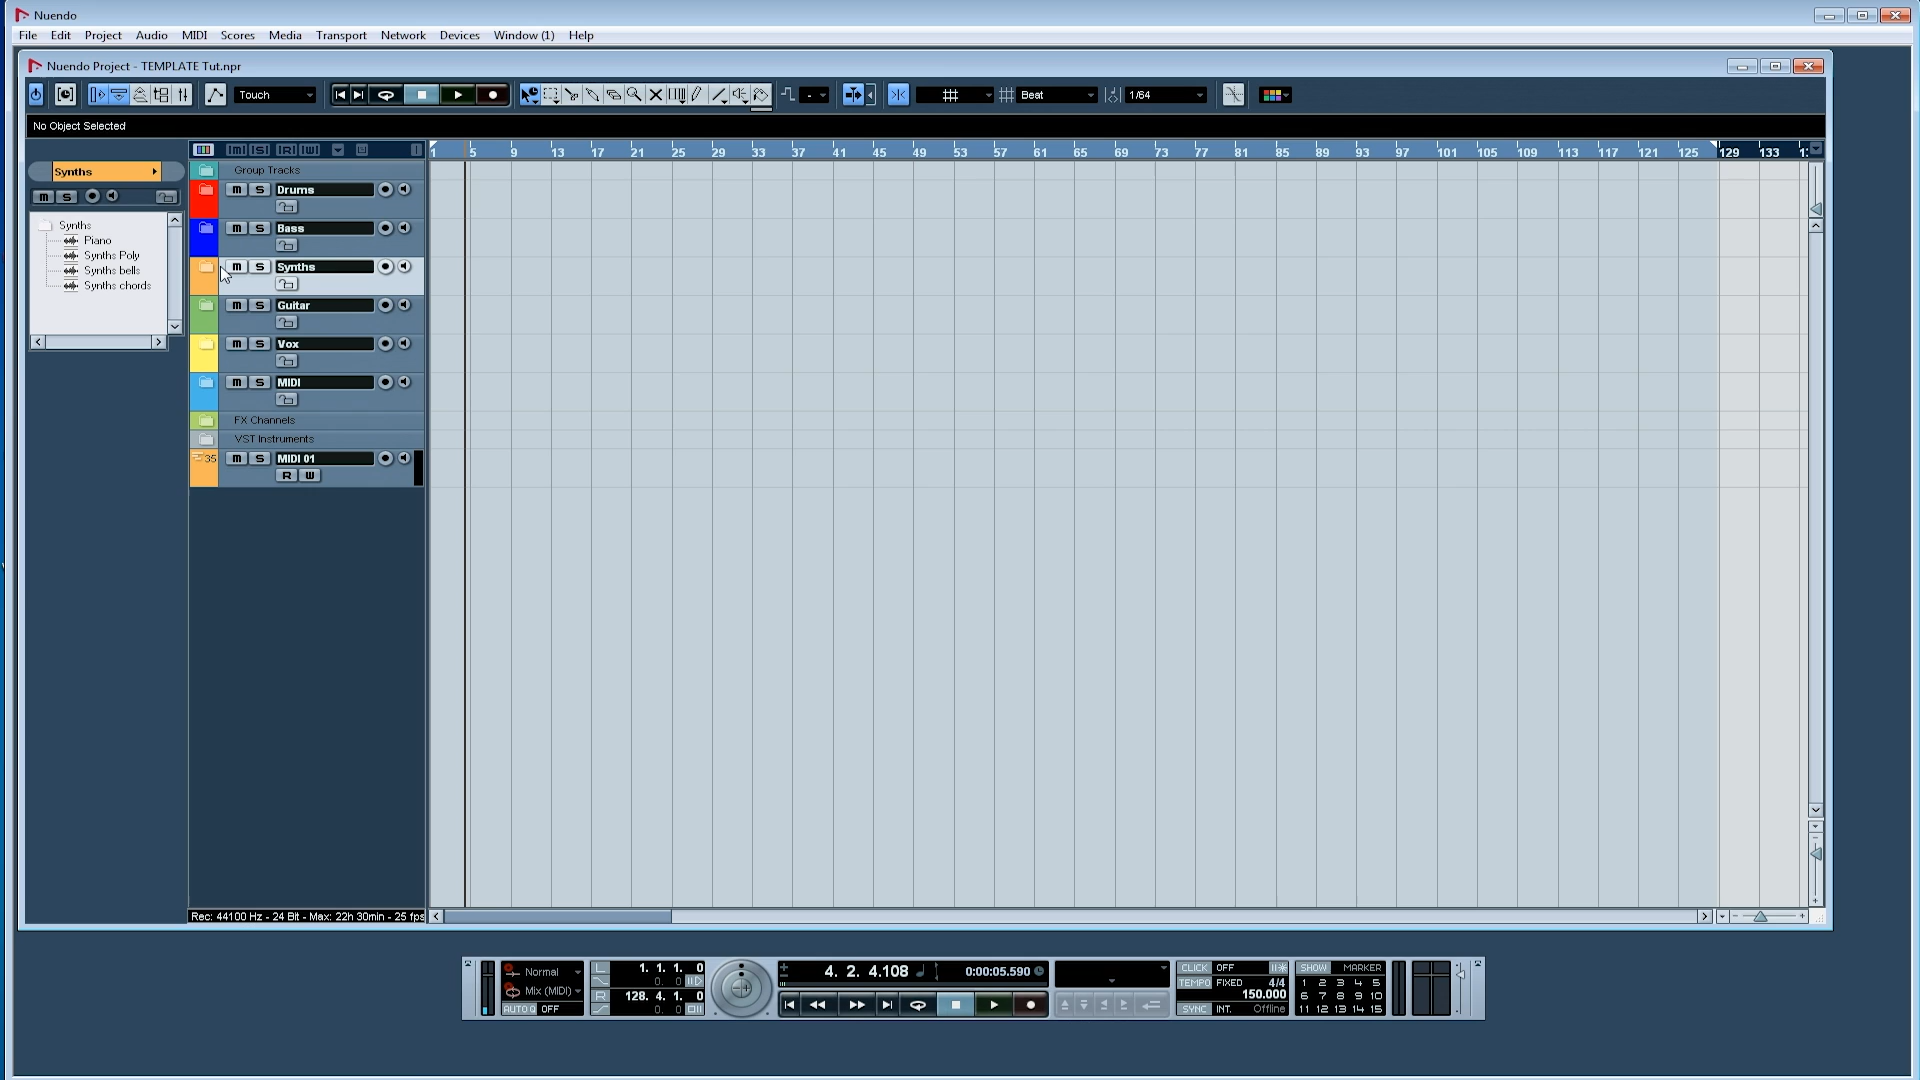 Nuendo
File Edit Project Audio MIDI Scores Media Transport Network Devices Window (1) Help
Nuendo Project - TEMPLATE Tut.npr
Touch - Beat 1/64
No Object Selected
1 5 9 13 17 21 25 29 33 37 41 45 49 53 57 61 65 69 73 77 81 85 89 93 97 101 105 109 113 117 121 125 129 133
Synths
m S
Synths
Piano
Synths Poly
Synths bells
Synths chords
[m] [S] [R] [W]
Group Tracks
m S Drums
m S Bass
m S Synths
m S Guitar
m S Vox
m S MIDI
FX Channels
VST Instruments
35 m S MIDI 01
R W
Rec: 44100 Hz - 24 Bit - Max: 22h 30min - 25 fps
Normal
Mix (MIDI)
AUTO Q OFF
L 1. 1. 1. 0
0. 0
R 128. 4. 1. 0
0. 0
4. 2. 4.108 0:00:05.590
CLICK OFF
TEMPO FIXED 4/4
150.000
SYNC INT. Offline
SHOW MARKER
1 2 3 4 5
6 7 8 9 10
11 12 13 14 15